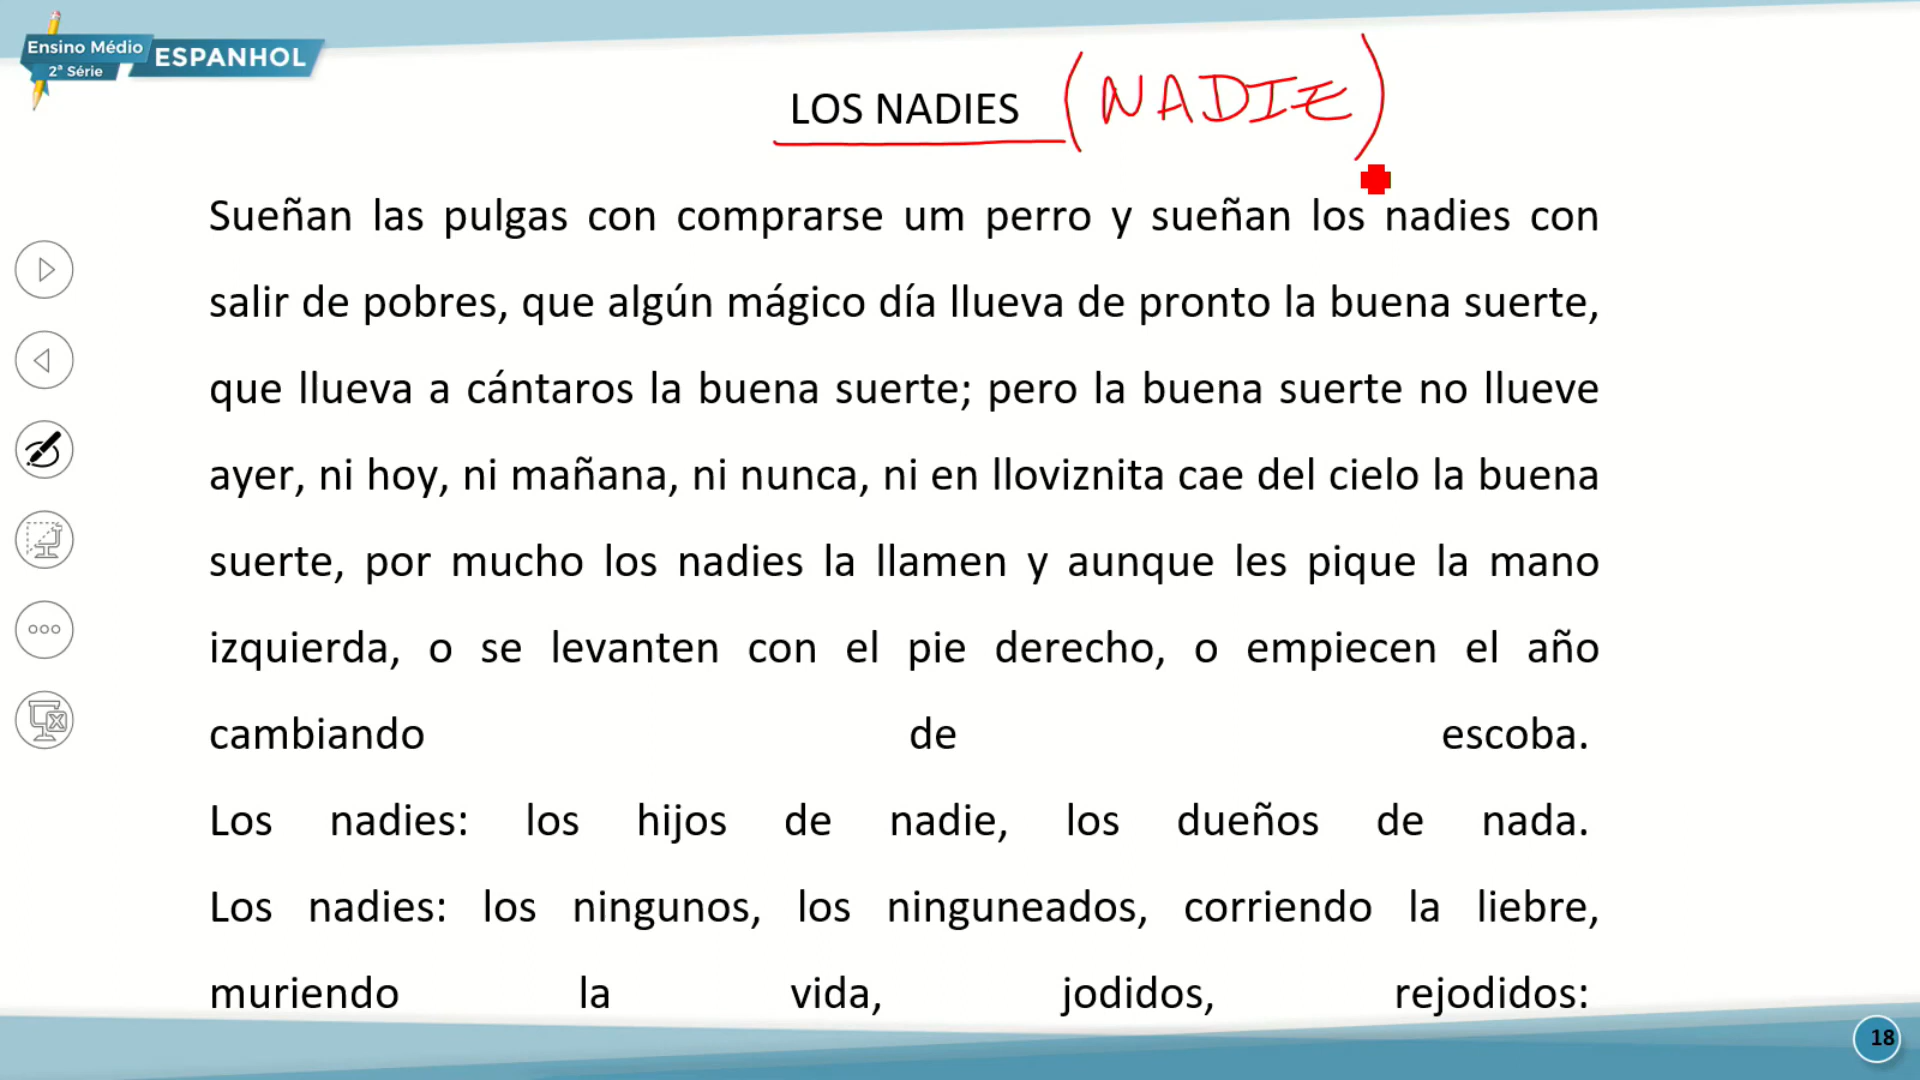 Ensino Médio
2ª Série
ESPANHOL
LOS NADIES (NADIE)
Sueñan las pulgas con comprarse um perro y sueñan los nadies con
salir de pobres, que algún mágico día llueva de pronto la buena suerte,
que llueva a cántaros la buena suerte; pero la buena suerte no llueve
ayer, ni hoy, ni mañana, ni nunca, ni en lloviznita cae del cielo la buena
suerte, por mucho los nadies la llamen y aunque les pique la mano
izquierda, o se levanten con el pie derecho, o empiecen el año
cambiando de escoba.
Los nadies: los hijos de nadie, los dueños de nada.
Los nadies: los ningunos, los ninguneados, corriendo la liebre,
muriendo la vida, jodidos, rejodidos:
18